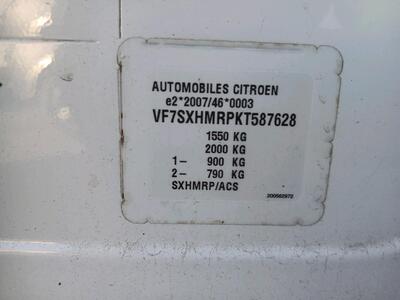 AUTOMOBILES CITROEN
e2*2007/46*0003
VF7SXHMRPKT587628
1550 KG
2000 KG
1- 900 KG
2- 790 KG
SXHMRP/ACS
200562972